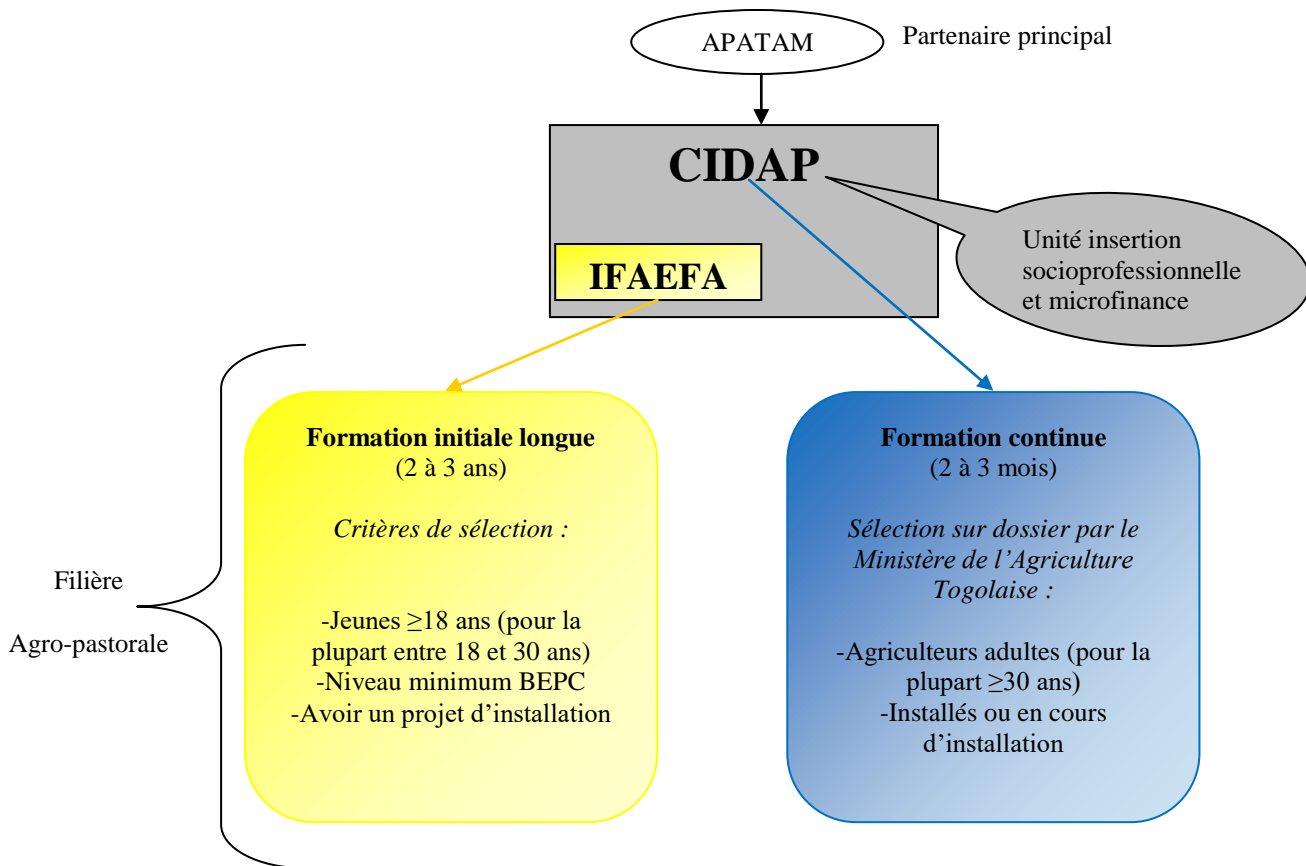 APATAM
Partenaire principal
CIDAP
Unité insertion
socioprofessionnelle
et microfinance
IFAEFA
Filière
Agro-pastorale
Formation initiale longue
(2 à 3 ans)
Critères de sélection :
-Jeunes ≥18 ans (pour la
plupart entre 18 et 30 ans)
-Niveau minimum BEPC
-Avoir un projet d’installation
Formation continue
(2 à 3 mois)
Sélection sur dossier par le
Ministère de l’Agriculture
Togolaise :
-Agriculteurs adultes (pour la
plupart ≥30 ans)
-Installés ou en cours
d’installation